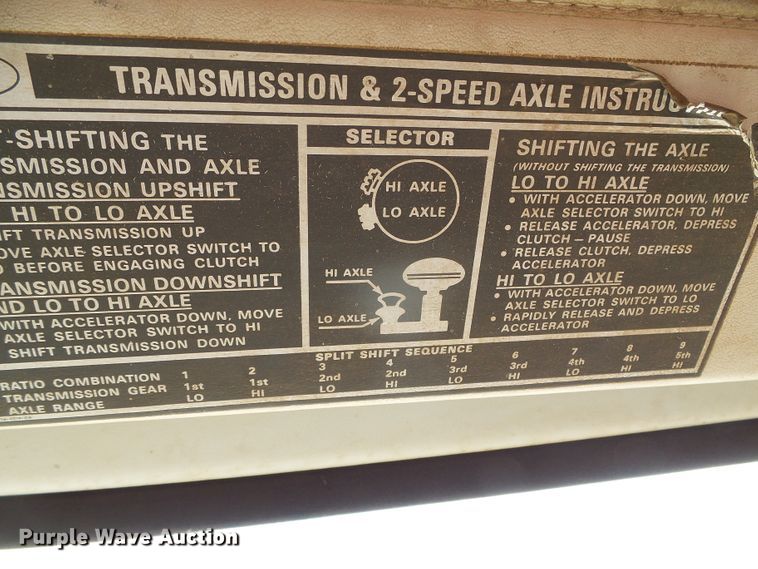 TRANSMISSION & 2-SPEED AXLE
-SHIFTING THE
SMISSION AND AXLE
NSMISSION UPSHIFT
HI TO LO AXLE
IFT TRANSMISSION UP
OVE AXLE SELECTOR SWITCH TO
O BEFORE ENGAGING CLUTCH
RANSMISSION DOWNSHIFT
ND LO TO HI AXLE
WITH ACCELERATOR DOWN, MOVE
AXLE SELECTOR SWITCH TO HI
SHIFT TRANSMISSION DOWN
SELECTOR
HI AXLE
LO AXLE
HI AXLE
LO AXLE
SHIFTING THE AXLE
(WITHOUT SHIFTING THE TRANSMISSION)
LO TO HI AXLE
• WITH ACCELERATOR DOWN, MOVE
AXLE SELECTOR SWITCH TO HI
• RELEASE ACCELERATOR, DEPRESS
CLUTCH – PAUSE
• RELEASE CLUTCH, DEPRESS
ACCELERATOR
HI TO LO AXLE
• WITH ACCELERATOR DOWN, MOVE
AXLE SELECTOR SWITCH TO LO
• RAPIDLY RELEASE AND DEPRESS
ACCELERATOR
SPLIT SHIFT SEQUENCE
RATIO COMBINATION 1 2 3 4 5 6 7 8 9
TRANSMISSION GEAR 1st 1st 2nd 2nd 3rd 3rd 4th 4th 5th
AXLE RANGE LO HI LO HI LO HI LO HI HI
Purple Wave Auction